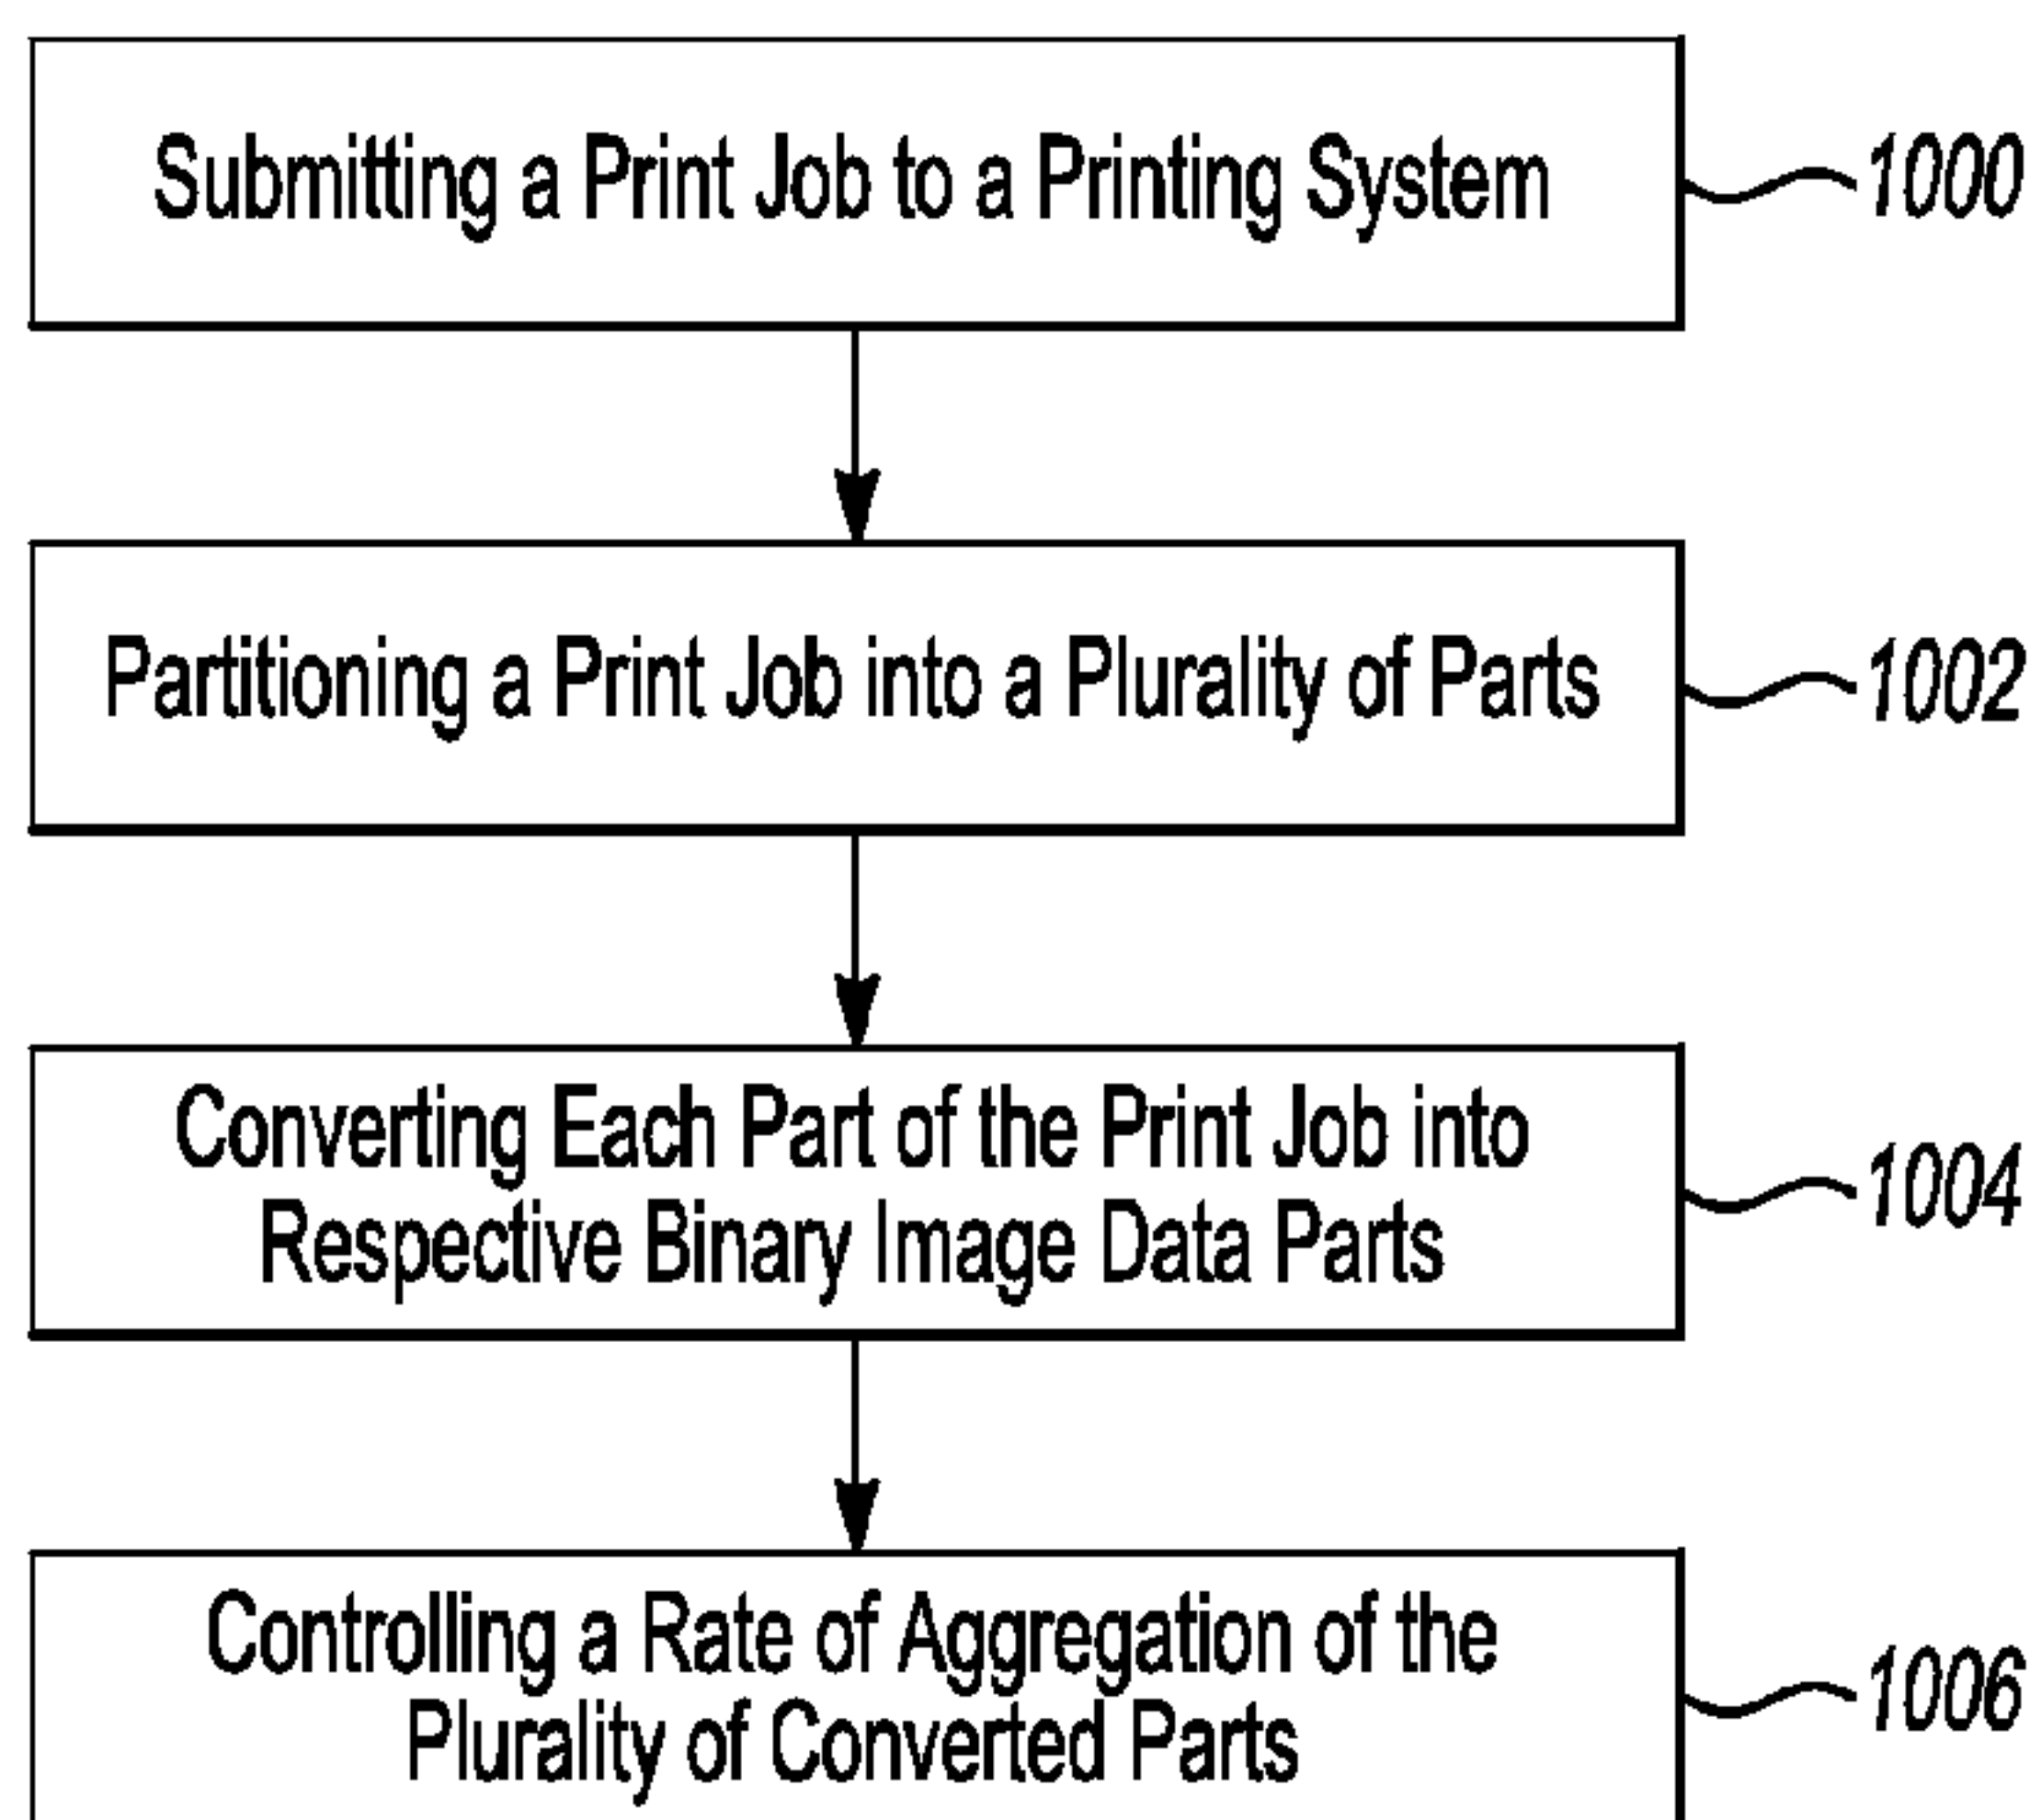 Submitting a Print Job to a Printing System
1000
Partitioning a Print Job into a Plurality of Parts
1002
Converting Each Part of the Print Job into
Respective Binary Image Data Parts
1004
Controlling a Rate of Aggregation of the
Plurality of Converted Parts
1006